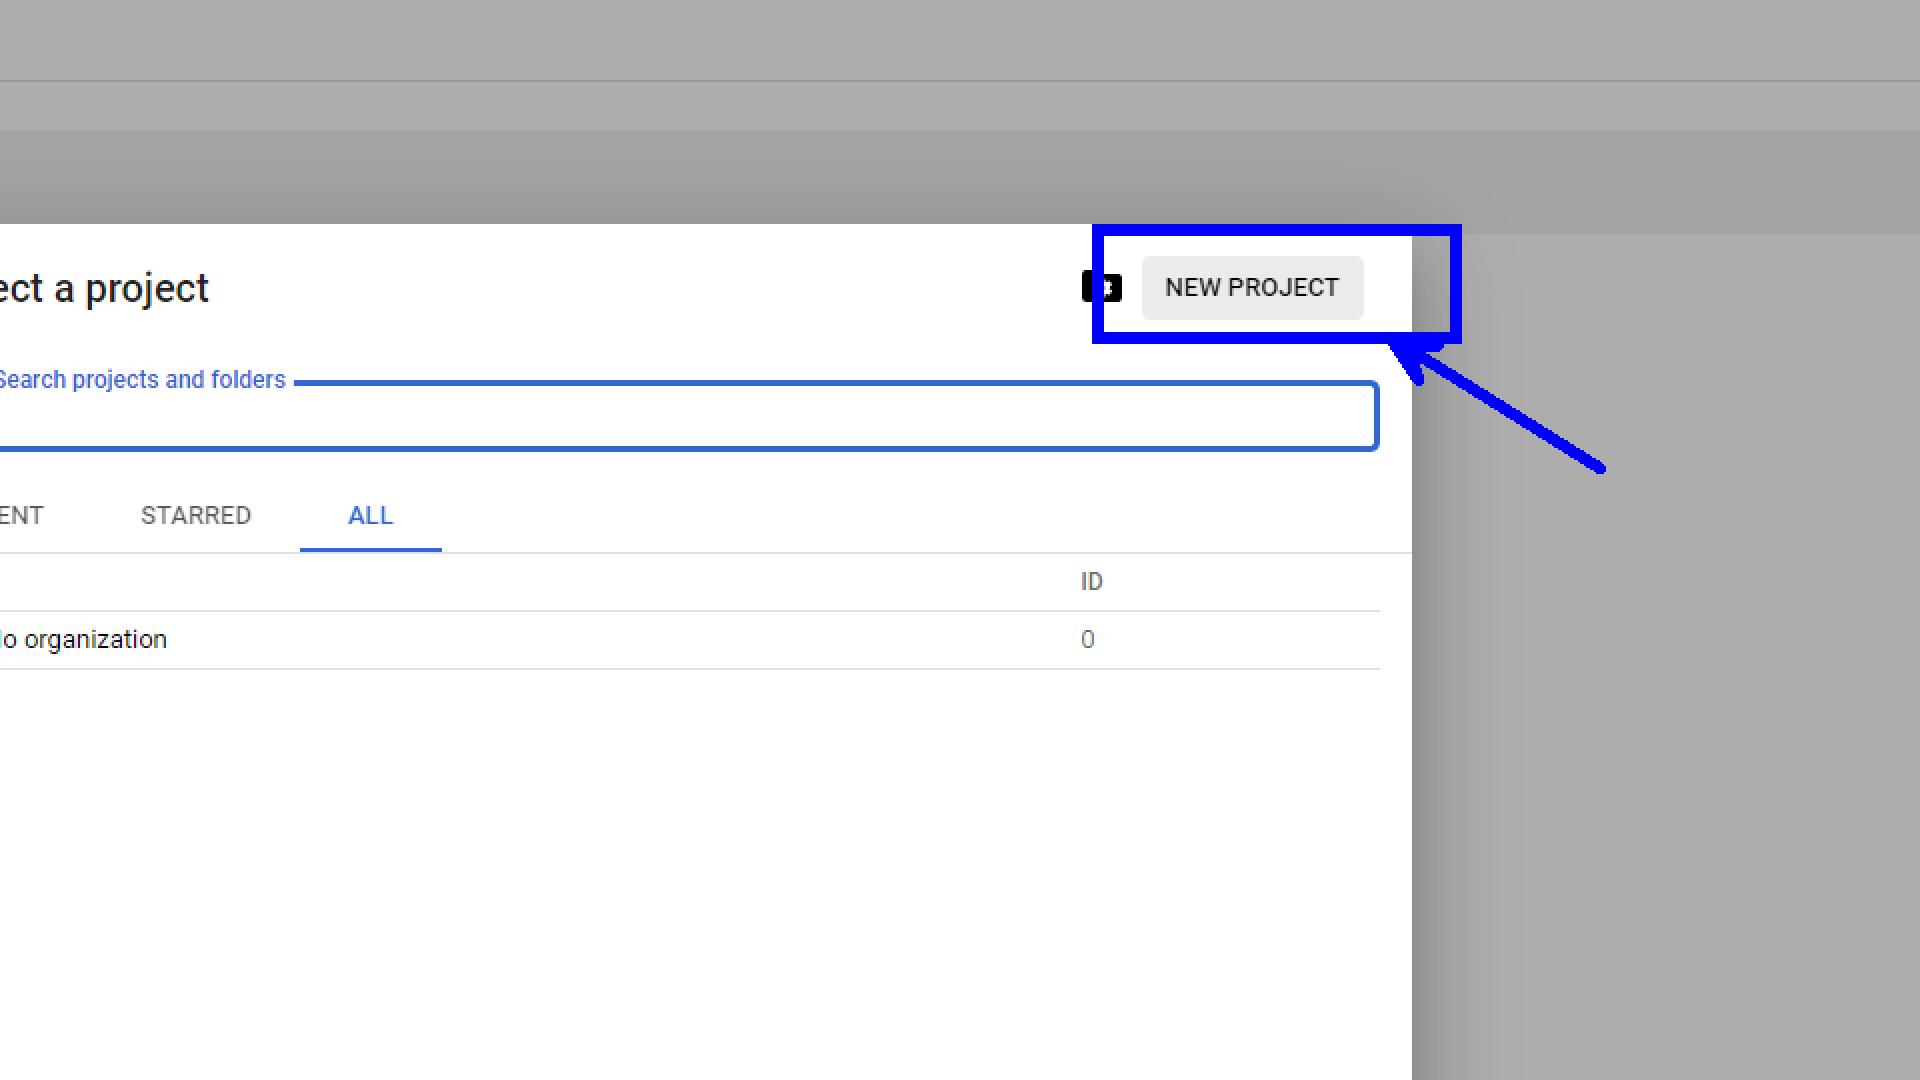 ect a project
NEW PROJECT
Search projects and folders
ENT STARRED ALL
ID
lo organization 0